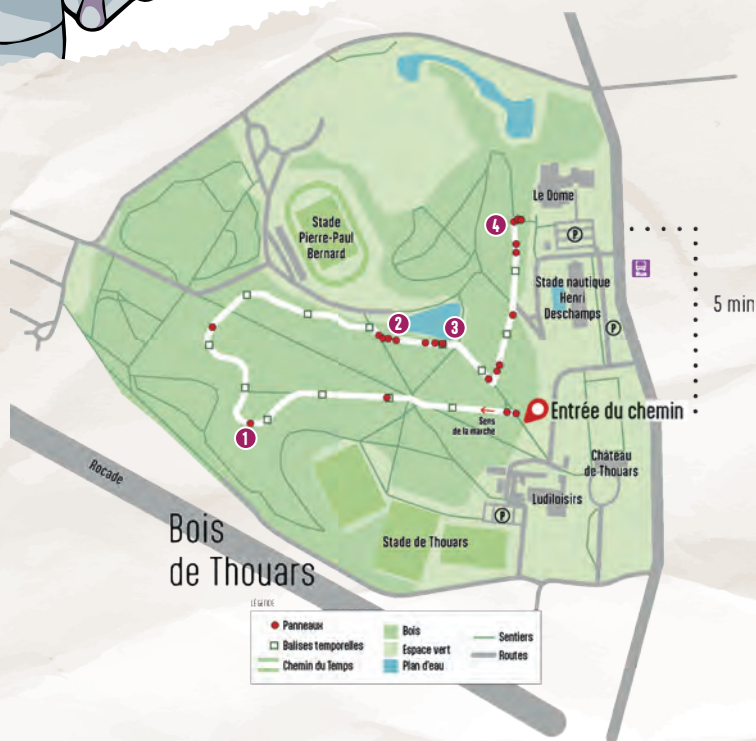 Le Dome
4
P
Stade
Pierre-Paul
Bernard
Stade nautique
Henri
Deschamps
5 min
P
2
3
Entrée du chemin
Sens
de la marche
1
Château
de Thouars
Rocade
Ludiloisirs
P
Bois
de Thouars
Stade de Thouars
LÉGENDE
Panneaux
Balises temporelles
Chemin du Temps
Bois
Espace vert
Plan d'eau
Sentiers
Routes